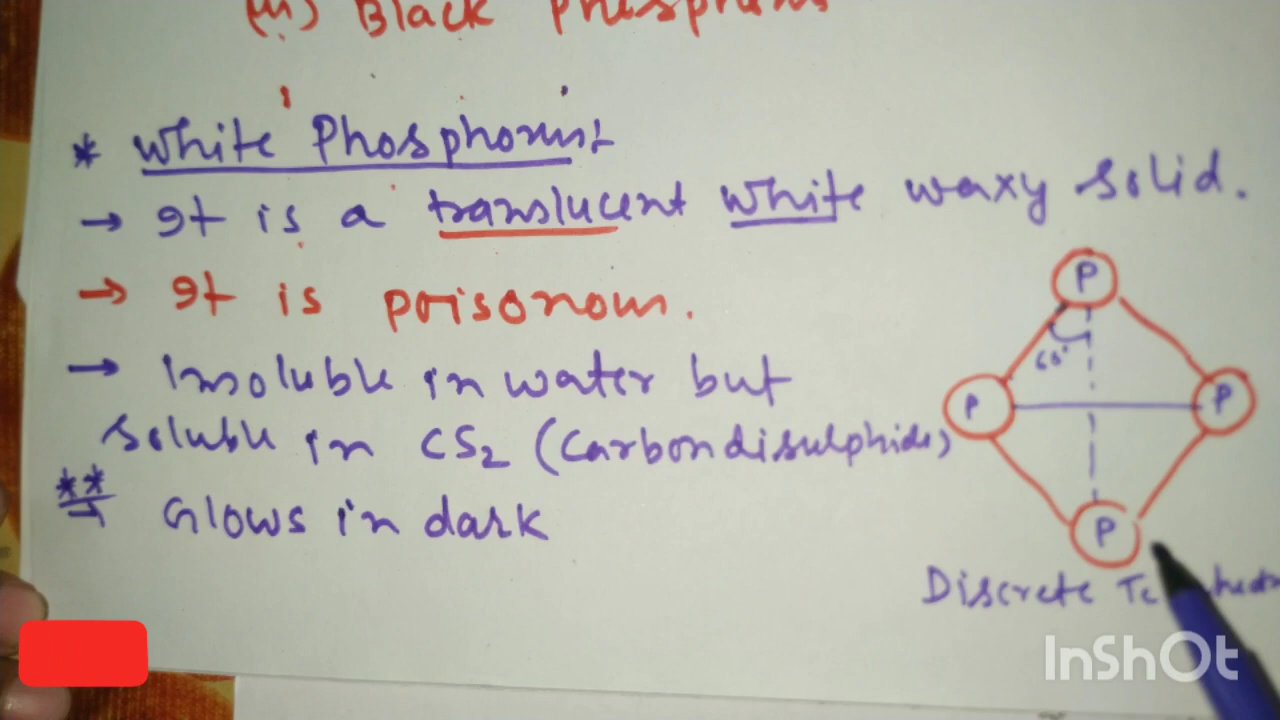 (iii) Black Phosphorus
* White Phosphorus
→ It is a translucent white waxy solid.
→ It is poisonous.
→ Insoluble in water but
soluble in CS₂ (Carbondisulphide)
**
→ Glows in dark
P
60°
P P
P
Discrete
InShOt